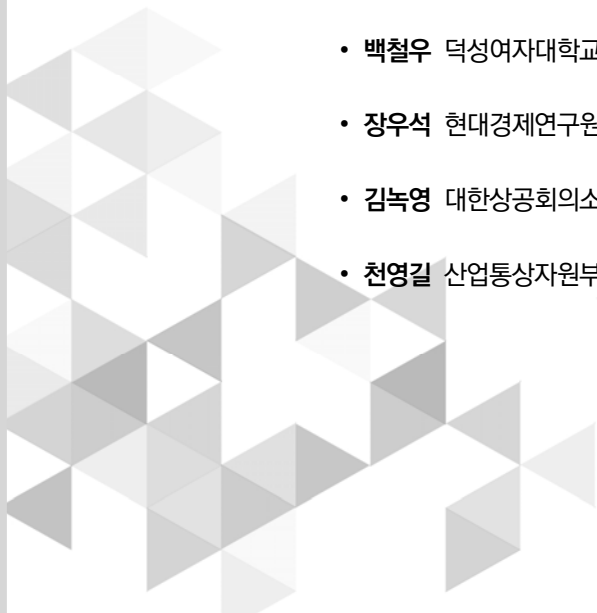 • 백철우 덕성여자대학교
• 장우석 현대경제연구원
• 김녹영 대한상공회의소
• 천영길 산업통상자원부